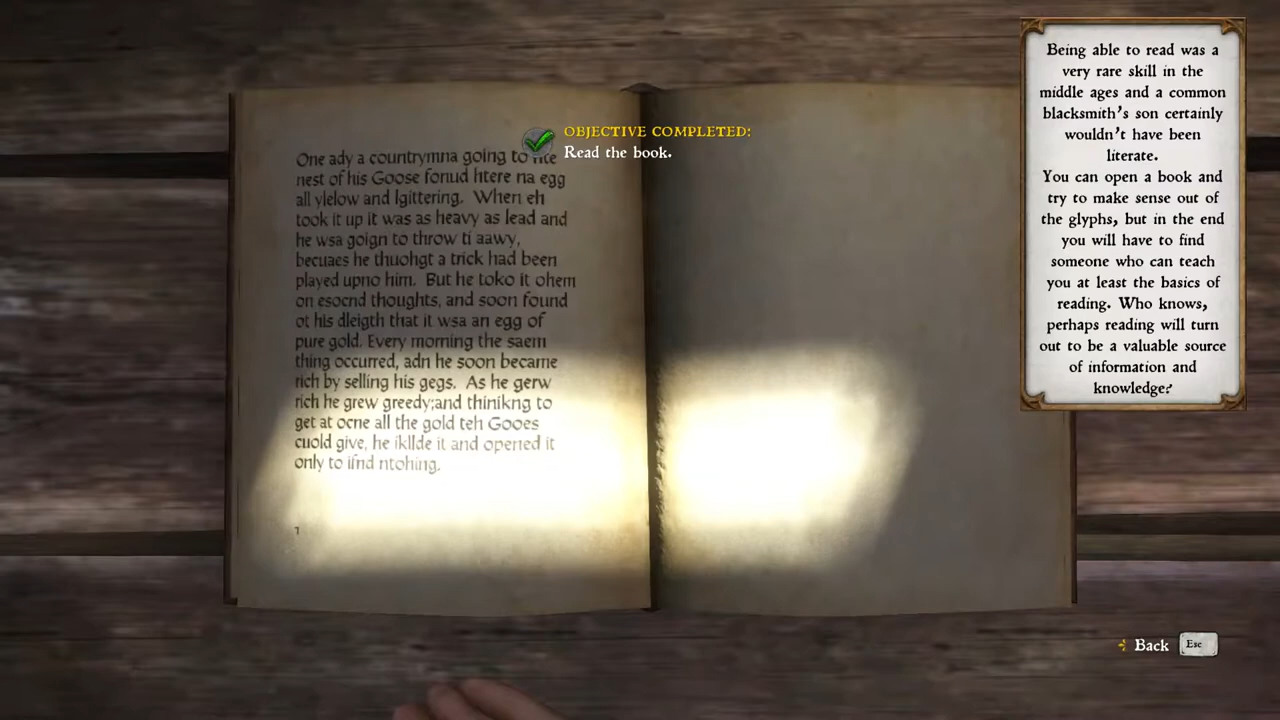 One ady a countrymna going to hte
nest of his Goose fonud htere na egg
all ylelow and lgittering. When eh
took it up it was as heavy as lead and
he wsa goign to throw ti aawy,
becuaes he thuohgt a trick had been
played upno him. But he toko it ohem
on esocnd thoughts, and soon found
ot his dleigth that it wsa an egg of
pure gold. Every morning the saem
thing occurred, adn he soon became
rich by selling his gegs. As he gerw
rich he grew greedy;and thinikng to
get at ocne all the gold teh Gooes
cuold give, he ikllde it and opened it
only to ifnd ntohing.
OBJECTIVE COMPLETED:
Read the book.
Being able to read was a
very rare skill in the
middle ages and a common
blacksmith's son certainly
wouldn't have been
literate.
You can open a book and
try to make sense out of
the glyphs, but in the end
you will have to find
someone who can teach
you at least the basics of
reading. Who knows,
perhaps reading will turn
out to be a valuable source
of information and
knowledge?
Back Esc